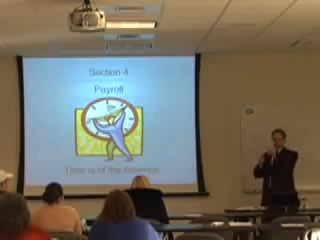 Section 4
Payroll
Time is of the essence